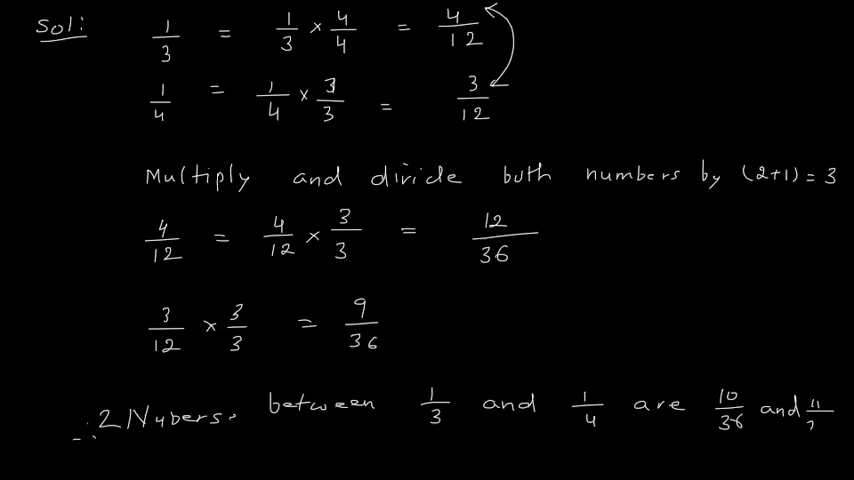 Sol: 1/3 = 1/3 × 4/4 = 4/12
1/4 = 1/4 × 3/3 = 3/12
Multiply and divide both numbers by (2+1) = 3
4/12 = 4/12 × 3/3 = 12/36
3/12 × 3/3 = 9/36
∴ 2 Nubers. between 1/3 and 1/4 are 10/36 and 11/